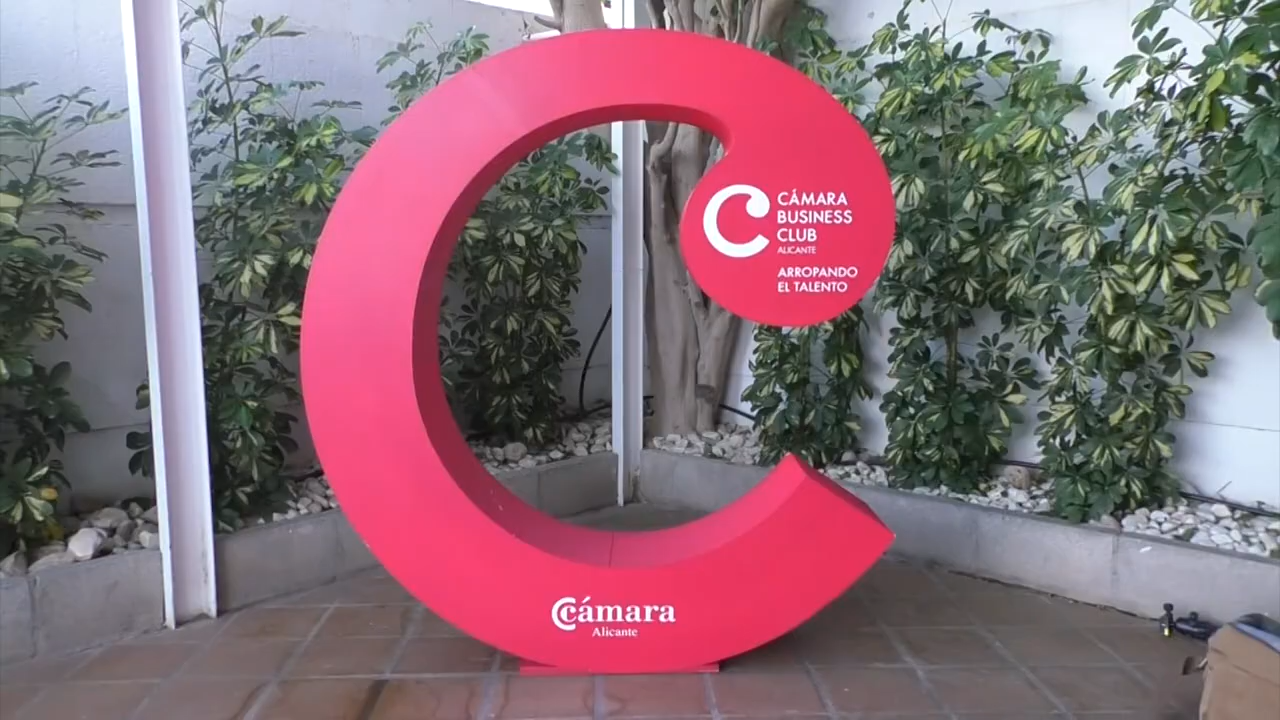 CÁMARA
BUSINESS
CLUB
ALICANTE
ARROPANDO
EL TALENTO
cámara
Alicante